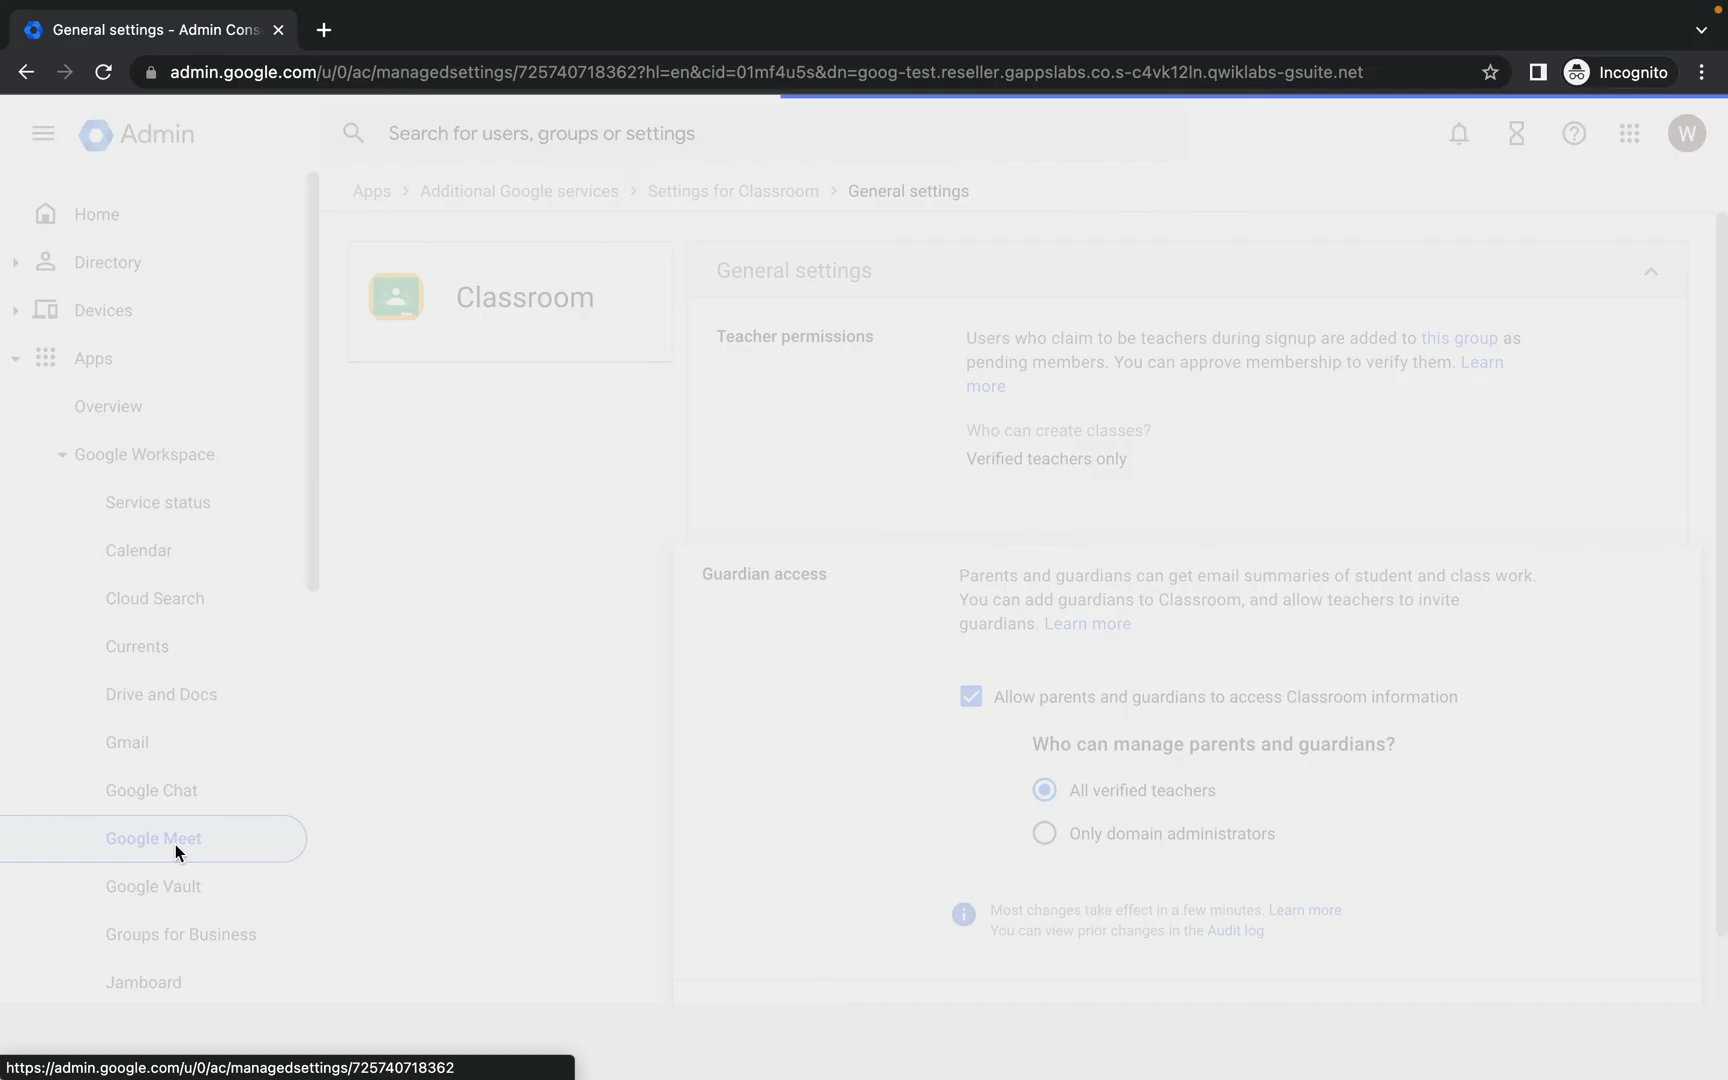 General settings - Admin Cons
admin.google.com/u/0/ac/managedsettings/725740718362?hl=en&cid=01mf4u5s&dn=goog-test.reseller.gappslabs.co.s-c4vk12ln.qwiklabs-gsuite.net
Incognito
Admin
Search for users, groups or settings
W
Apps > Additional Google services > Settings for Classroom > General settings
Home
Directory
Devices
Apps
Overview
Google Workspace
Service status
Calendar
Cloud Search
Currents
Drive and Docs
Gmail
Google Chat
Google Meet
Google Vault
Groups for Business
Jamboard
Classroom
General settings
Teacher permissions
Users who claim to be teachers during signup are added to this group as
pending members. You can approve membership to verify them. Learn
more
Who can create classes?
Verified teachers only
Guardian access
Parents and guardians can get email summaries of student and class work.
You can add guardians to Classroom, and allow teachers to invite
guardians. Learn more
Allow parents and guardians to access Classroom information
Who can manage parents and guardians?
All verified teachers
Only domain administrators
Most changes take effect in a few minutes. Learn more
You can view prior changes in the Audit log
https://admin.google.com/u/0/ac/managedsettings/725740718362